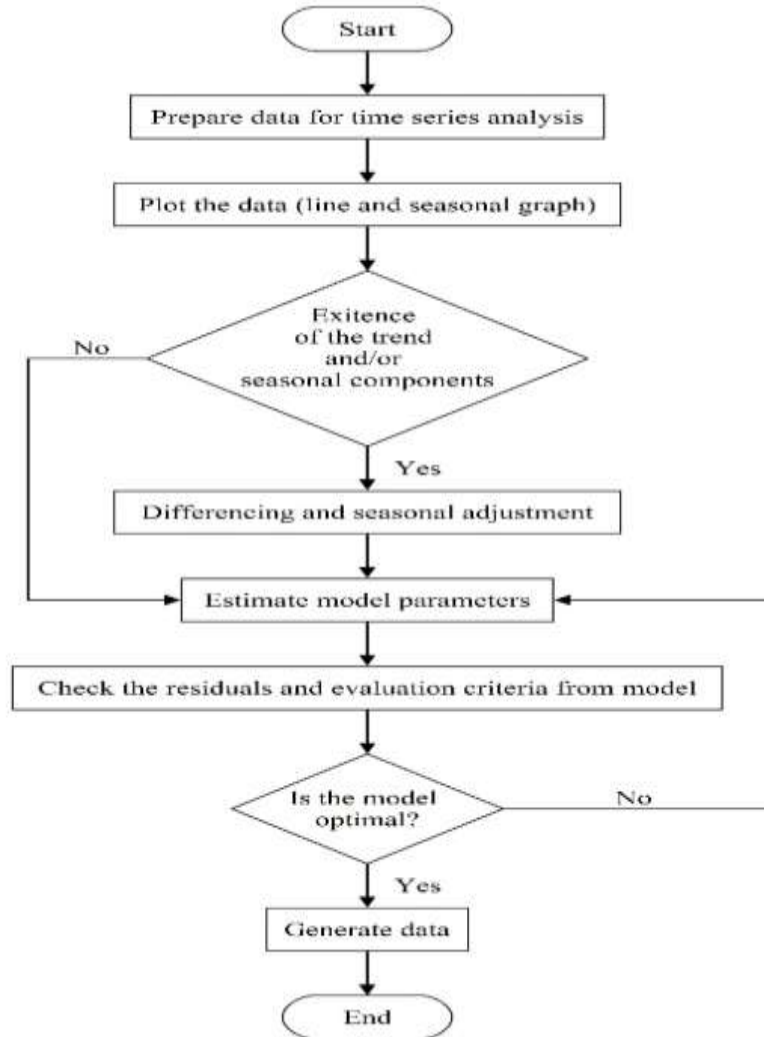 Start
Prepare data for time series analysis
Plot the data (line and seasonal graph)
Exitence
of the trend
and/or
seasonal components
No
Yes
Differencing and seasonal adjustment
Estimate model parameters
Check the residuals and evaluation criteria from model
Is the model
optimal?
No
Yes
Generate data
End